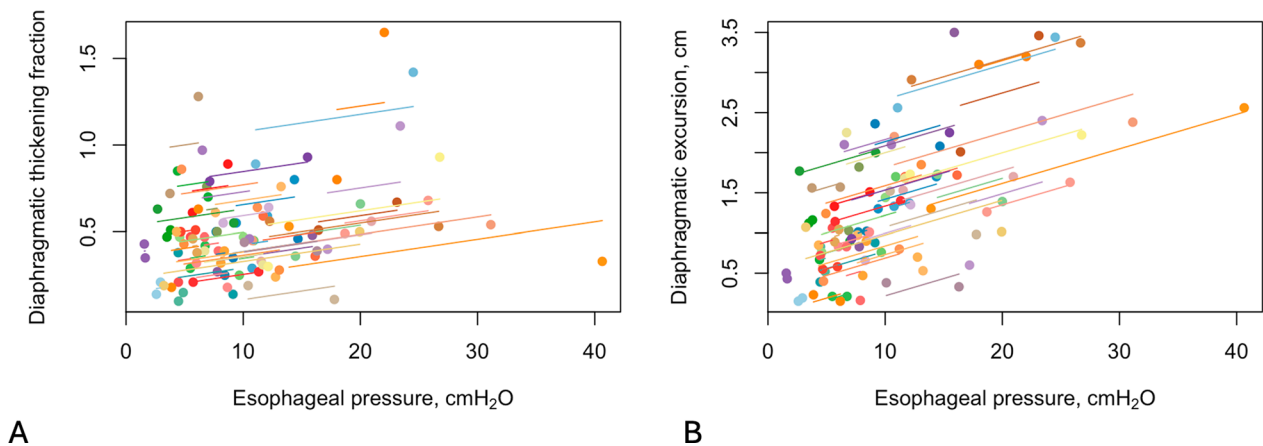 Diaphragmatic thickening fraction
1.5
1.0
0.5
0 10 20 30 40
Esophageal pressure, cmH₂O
A
Diaphragmatic excursion, cm
3.5
2.5
1.5
0.5
0 10 20 30 40
Esophageal pressure, cmH₂O
B